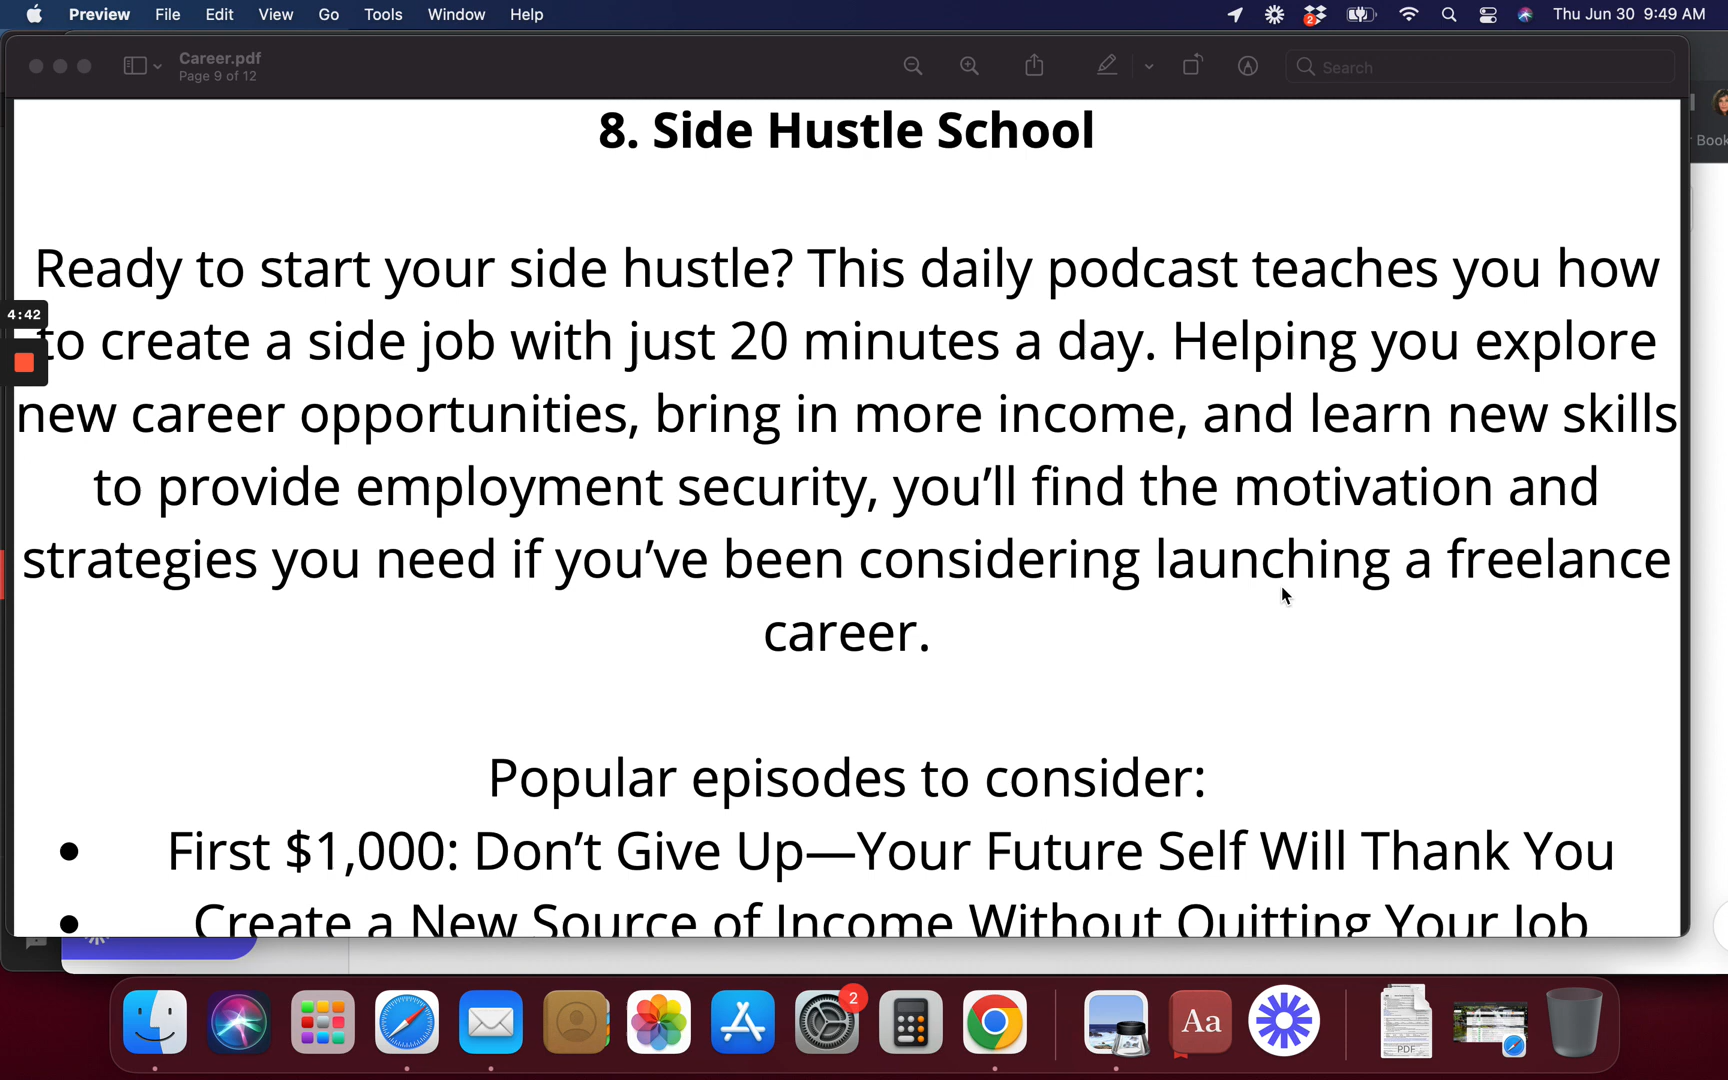 Preview File Edit View Go Tools Window Help
2
Thu Jun 30 9:49 AM
Career.pdf
Page 9 of 12
Search
8. Side Hustle School
Book
Ready to start your side hustle? This daily podcast teaches you how
4:42
to create a side job with just 20 minutes a day. Helping you explore
new career opportunities, bring in more income, and learn new skills
to provide employment security, you’ll find the motivation and
strategies you need if you’ve been considering launching a freelance
career.
Popular episodes to consider:
• First $1,000: Don’t Give Up—Your Future Self Will Thank You
• Create a New Source of Income Without Quitting Your Job
2
Aa
PDF